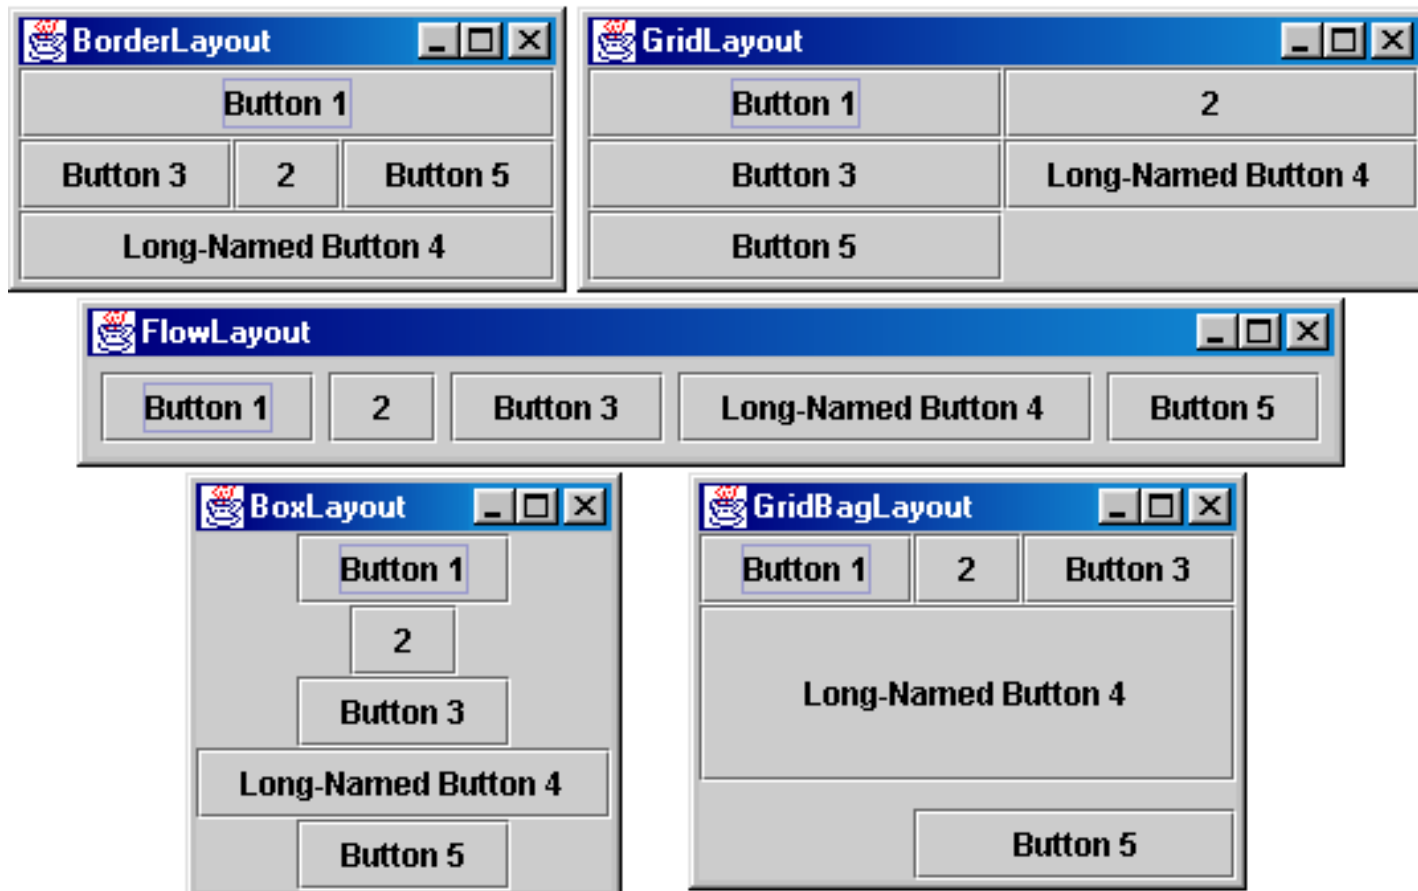 BorderLayout
Button 1
Button 3 2 Button 5
Long-Named Button 4
GridLayout
Button 1 2
Button 3 Long-Named Button 4
Button 5
FlowLayout
Button 1 2 Button 3 Long-Named Button 4 Button 5
BoxLayout
Button 1
2
Button 3
Long-Named Button 4
Button 5
GridBagLayout
Button 1 2 Button 3
Long-Named Button 4
Button 5